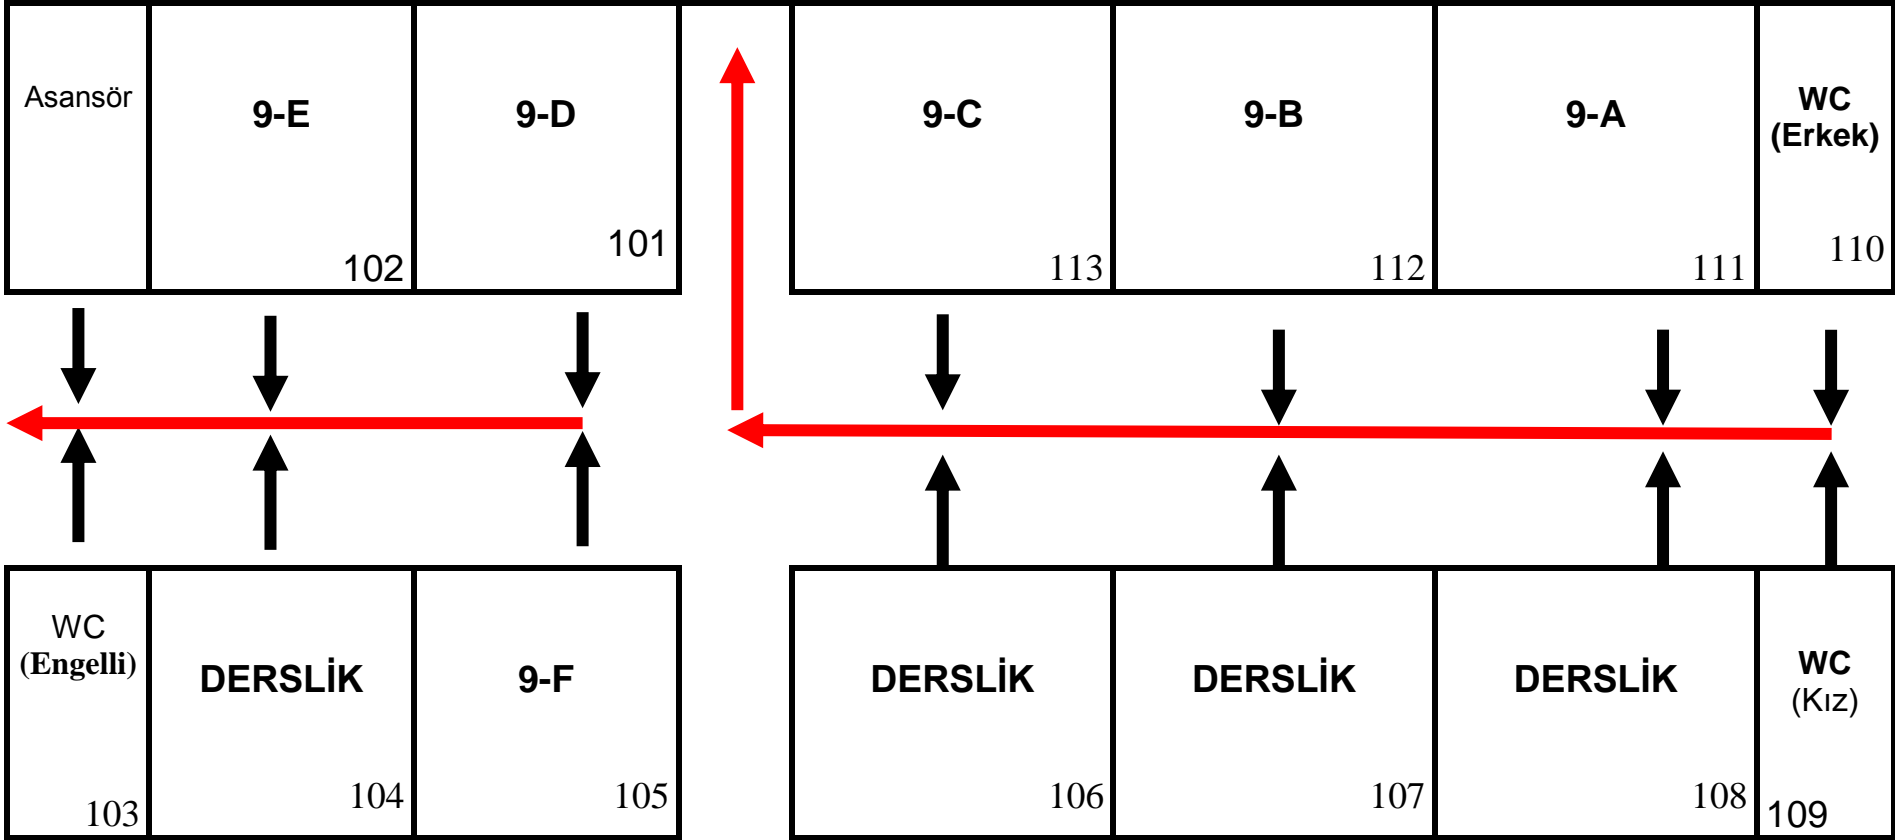 Asansör
9-E
102
9-D
101
9-C
113
9-B
112
9-A
111
WC
(Erkek)
110
WC
(Engelli)
103
DERSLİK
104
9-F
105
DERSLİK
106
DERSLİK
107
DERSLİK
108
WC
(Kız)
109